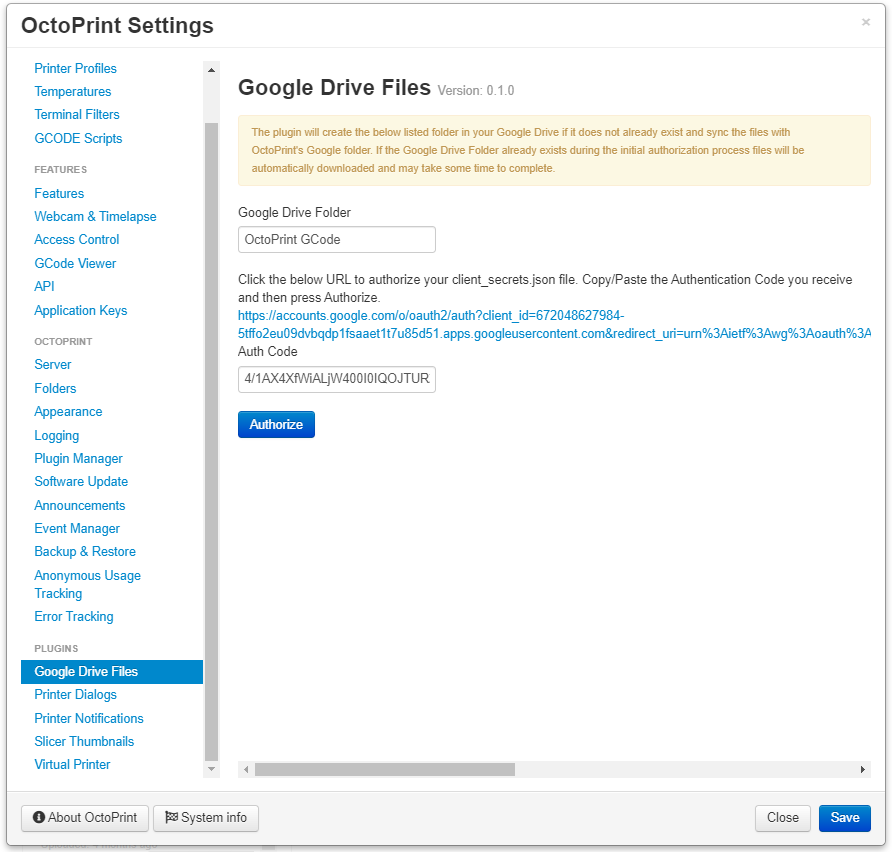 OctoPrint Settings
×
Printer Profiles
Temperatures
Terminal Filters
GCODE Scripts
FEATURES
Features
Webcam & Timelapse
Access Control
GCode Viewer
API
Application Keys
OCTOPRINT
Server
Folders
Appearance
Logging
Plugin Manager
Software Update
Announcements
Event Manager
Backup & Restore
Anonymous Usage
Tracking
Error Tracking
PLUGINS
Google Drive Files
Printer Dialogs
Printer Notifications
Slicer Thumbnails
Virtual Printer
Google Drive Files Version: 0.1.0
The plugin will create the below listed folder in your Google Drive if it does not already exist and sync the files with
OctoPrint's Google folder. If the Google Drive Folder already exists during the initial authorization process files will be
automatically downloaded and may take some time to complete.
Google Drive Folder
OctoPrint GCode
Click the below URL to authorize your client_secrets.json file. Copy/Paste the Authentication Code you receive
and then press Authorize.
https://accounts.google.com/o/oauth2/auth?client_id=672048627984-
5tffo2eu09dvbqdp1fsaaet1t7u85d51.apps.googleusercontent.com&redirect_uri=urn%3Aietf%3Awg%3Aoauth%3A
Auth Code
4/1AX4XfWiALjW400I0IQOJTUR
Authorize
About OctoPrint
System info
Close
Save